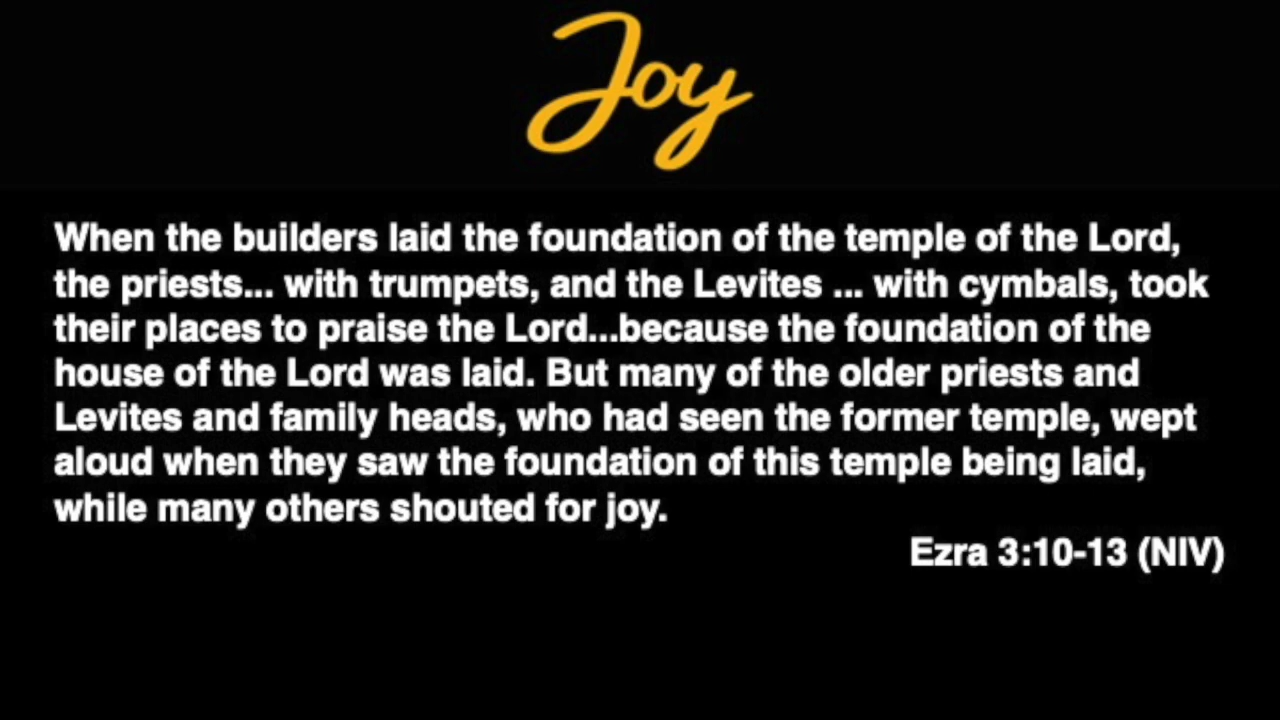 Joy
When the builders laid the foundation of the temple of the Lord,
the priests... with trumpets, and the Levites ... with cymbals, took
their places to praise the Lord...because the foundation of the
house of the Lord was laid. But many of the older priests and
Levites and family heads, who had seen the former temple, wept
aloud when they saw the foundation of this temple being laid,
while many others shouted for joy.
Ezra 3:10-13 (NIV)